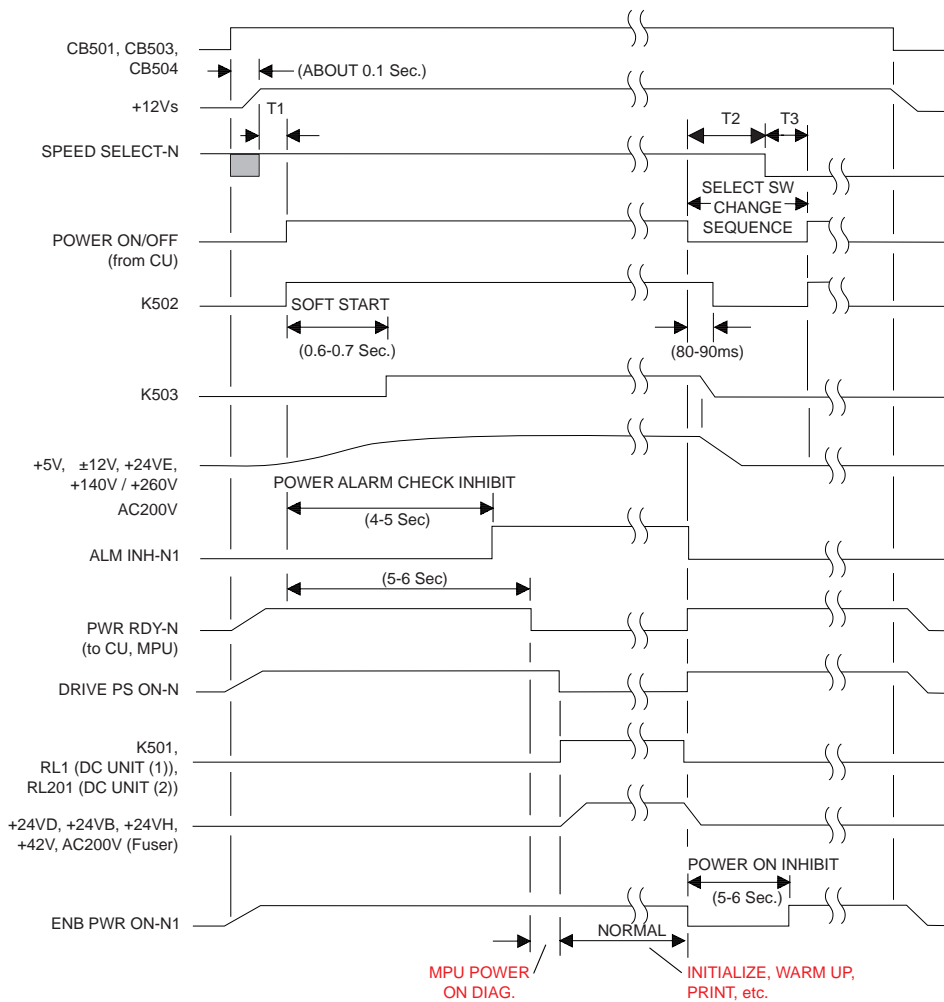 CB501, CB503,
CB504
(ABOUT 0.1 Sec.)
+12Vs
T1
T2
T3
SPEED SELECT-N
SELECT SW
CHANGE
SEQUENCE
POWER ON/OFF
(from CU)
K502
SOFT START
(0.6-0.7 Sec.)
(80-90ms)
K503
+5V, ±12V, +24VE,
+140V / +260V
AC200V
POWER ALARM CHECK INHIBIT
(4-5 Sec)
ALM INH-N1
(5-6 Sec)
PWR RDY-N
(to CU, MPU)
DRIVE PS ON-N
K501,
RL1 (DC UNIT (1)),
RL201 (DC UNIT (2))
+24VD, +24VB, +24VH,
+42V, AC200V (Fuser)
POWER ON INHIBIT
(5-6 Sec.)
ENB PWR ON-N1
NORMAL
MPU POWER
ON DIAG.
INITIALIZE, WARM UP,
PRINT, etc.